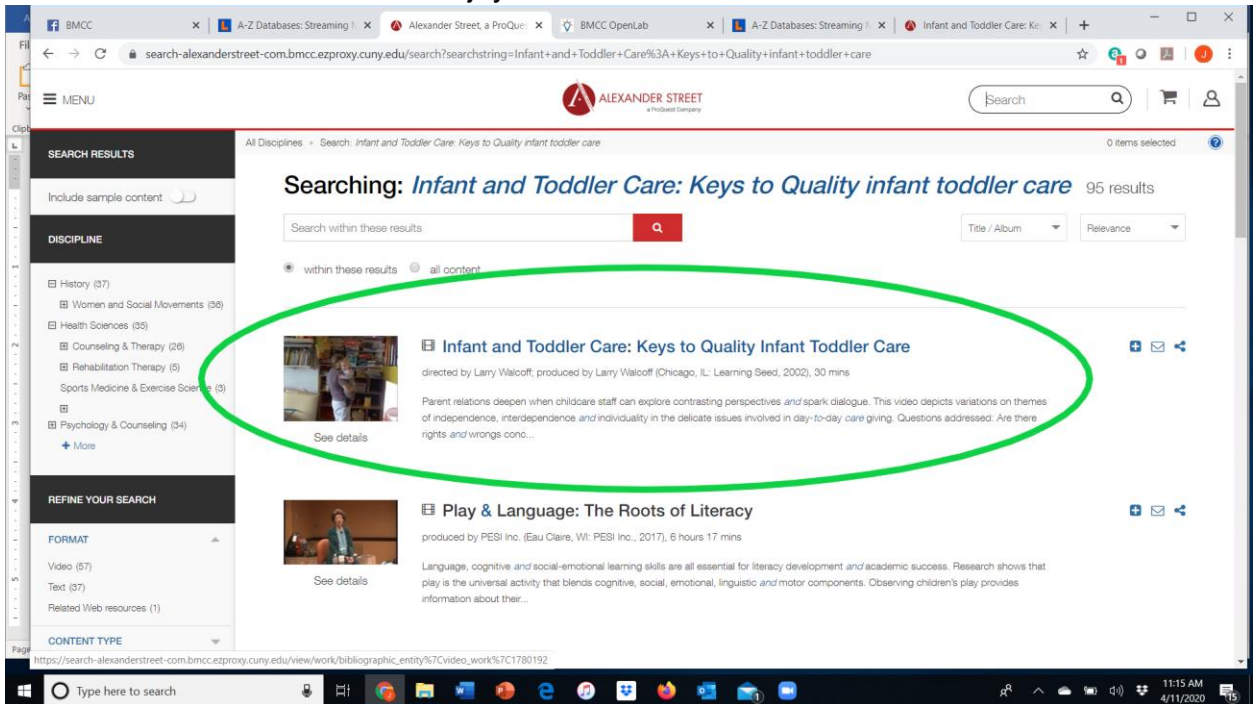 BMCC
A-Z Databases: Streaming
Alexander Street, a ProQue
BMCC OpenLab
A-Z Databases: Streaming
Infant and Toddler Care: Ke
Fil
search-alexanderstreet-com.bmcc.ezproxy.cuny.edu/search?searchstring=Infant+and+Toddler+Care%3A+Keys+to+Quality+infant+toddler+care
Pas
Clipb
MENU
ALEXANDER STREET
a ProQuest Company
Search
SEARCH RESULTS
All Disciplines » Search: Infant and Toddler Care: Keys to Quality infant toddler care
0 items selected
Include sample content
Searching: Infant and Toddler Care: Keys to Quality infant toddler care 95 results
Search within these results
Title / Album
Relevance
within these results
all content
DISCIPLINE
History (37)
Women and Social Movements (36)
Health Sciences (35)
Counseling & Therapy (26)
Rehabilitation Therapy (5)
Sports Medicine & Exercise Science (3)
Psychology & Counseling (34)
+ More
Infant and Toddler Care: Keys to Quality Infant Toddler Care
directed by Larry Walcoff; produced by Larry Walcoff (Chicago, IL: Learning Seed, 2002), 30 mins
Parent relations deepen when childcare staff can explore contrasting perspectives and spark dialogue. This video depicts variations on themes
of independence, interdependence and individuality in the delicate issues involved in day-to-day care giving. Questions addressed: Are there
rights and wrongs conc...
See details
REFINE YOUR SEARCH
FORMAT
Video (57)
Text (37)
Related Web resources (1)
CONTENT TYPE
Play & Language: The Roots of Literacy
produced by PESI Inc. (Eau Claire, WI: PESI Inc., 2017), 6 hours 17 mins
Language, cognitive and social-emotional learning skills are all essential for literacy development and academic success. Research shows that
play is the universal activity that blends cognitive, social, emotional, linguistic and motor components. Observing children's play provides
information about their...
See details
Page
https://search-alexanderstreet-com.bmcc.ezproxy.cuny.edu/view/work/bibliographic_entity%7Cvideo_work%7C1780192
Type here to search
11:15 AM
4/11/2020
15